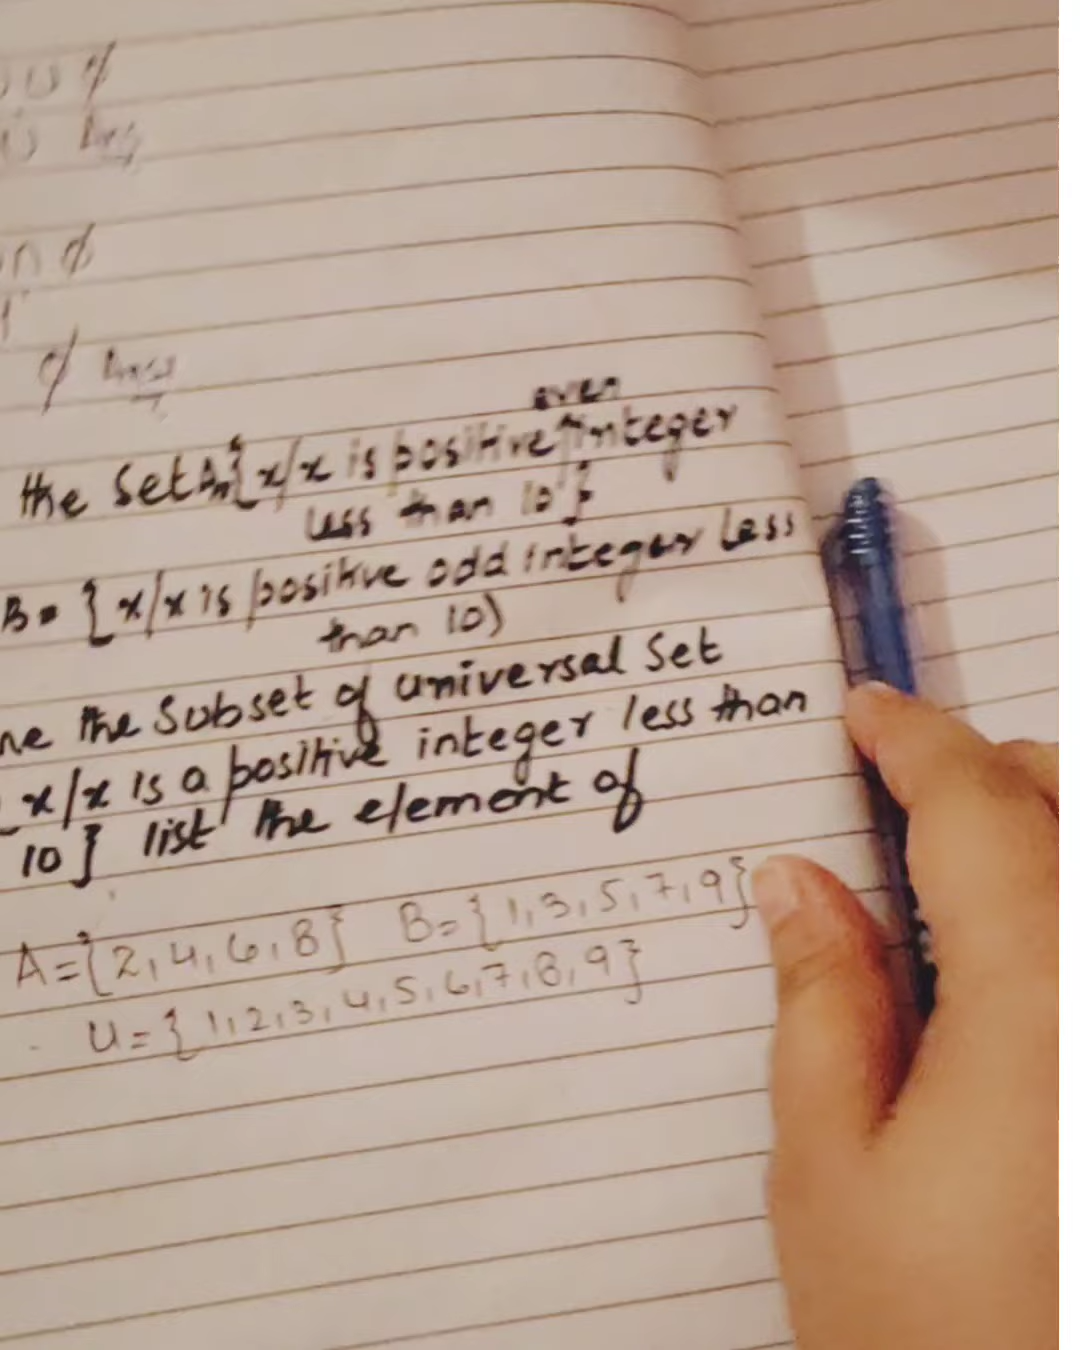 ∪ ∅
Ans
∩ ∅
∅ Ans
even
the Set A {x/x is positive integer
less than 10}
B = {x/x is positive odd integer less
than 10)
the Subset of universal Set
x/x is a positive integer less than
10} list the element of
A={2,4,6,8} B={1,3,5,7,9}
U={1,2,3,4,5,6,7,8,9}